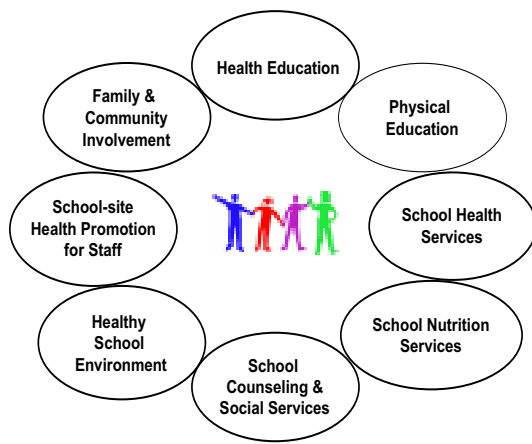 Health Education
Physical
Education
School Health
Services
School Nutrition
Services
School
Counseling &
Social Services
Healthy
School
Environment
School-site
Health Promotion
for Staff
Family &
Community
Involvement